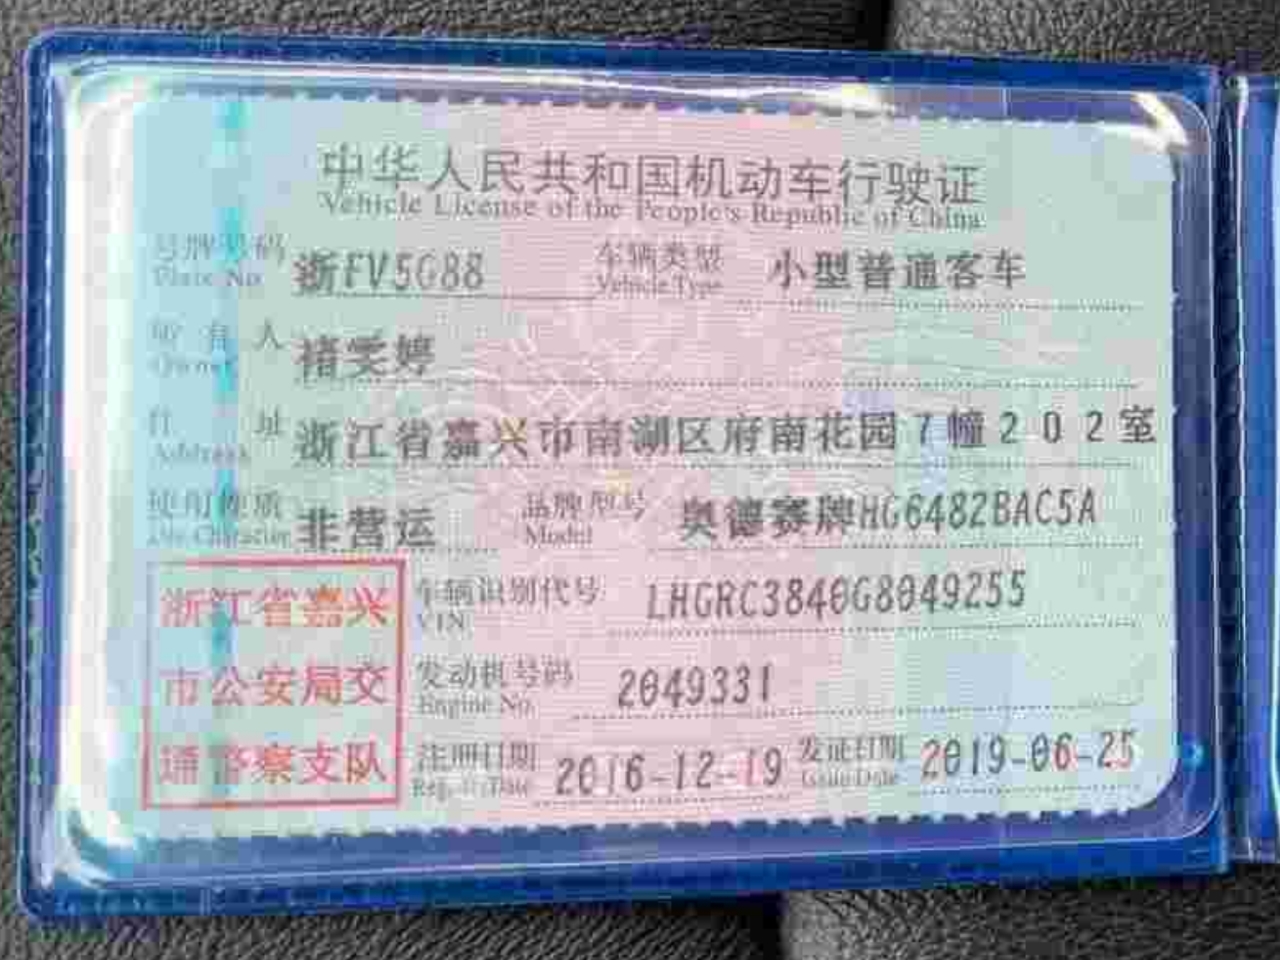 中华人民共和国机动车行驶证
Vehicle License of the People's Republic of China
号牌号码 浙FV5G88 车辆类型 小型普通客车
Plate No. Vehicle Type
所有人 褚雯婷
Owner
住址 浙江省嘉兴市南湖区府南花园7幢202室
Address
使用性质 非营运 品牌型号 奥德赛牌HG6482BAC5A
Use Character Model
浙江省嘉兴 车辆识别代号 LHGRC3840G8049255
VIN
市公安局交 发动机号码 2049331
Engine No.
通警察支队 注册日期 2016-12-19 发证日期 2019-06-25
Register Date Issue Date